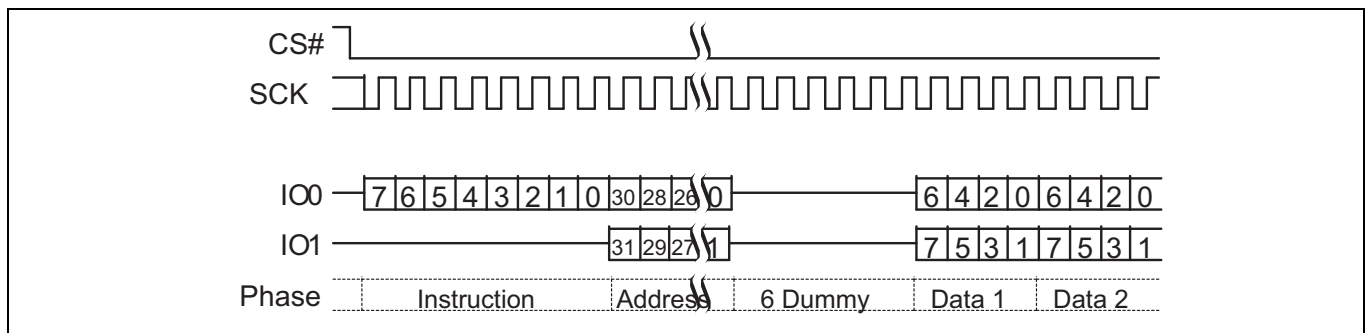 CS#
SCK
IO0 7 6 5 4 3 2 1 0 30 28 26 0 6 4 2 0 6 4 2 0
IO1 31 29 27 1 7 5 3 1 7 5 3 1
Phase Instruction Address 6 Dummy Data 1 Data 2